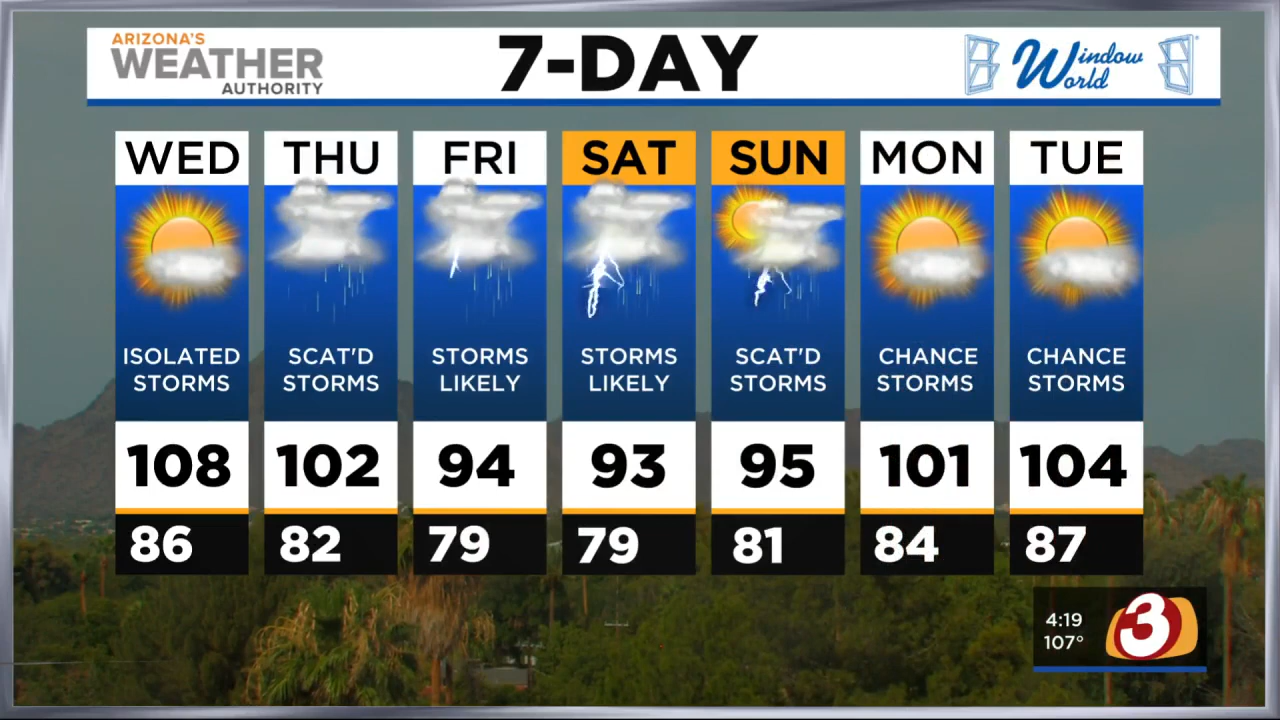 ARIZONA'S
WEATHER
AUTHORITY
7-DAY
Window
World
WED THU FRI SAT SUN MON TUE
ISOLATED STORMS SCAT'D STORMS STORMS LIKELY STORMS LIKELY SCAT'D STORMS CHANCE STORMS CHANCE STORMS
108 102 94 93 95 101 104
86 82 79 79 81 84 87
4:19
107°
3